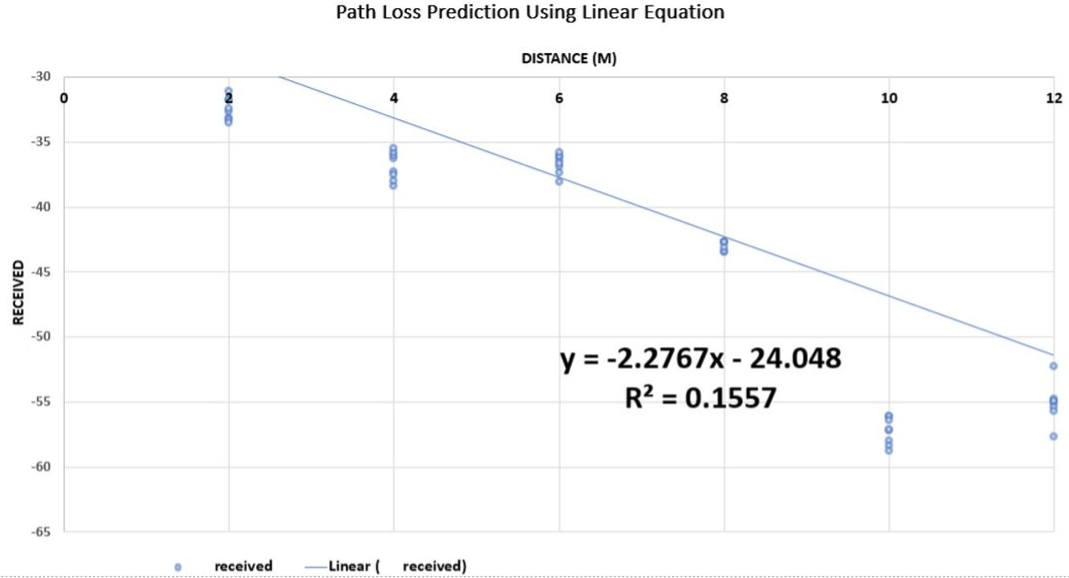 Path Loss Prediction Using Linear Equation
DISTANCE (M)
-30
0 2 4 6 8 10 12
-35
-40
-45
-50
-55
-60
-65
RECEIVED
y = -2.2767x - 24.048
R² = 0.1557
received Linear ( received)